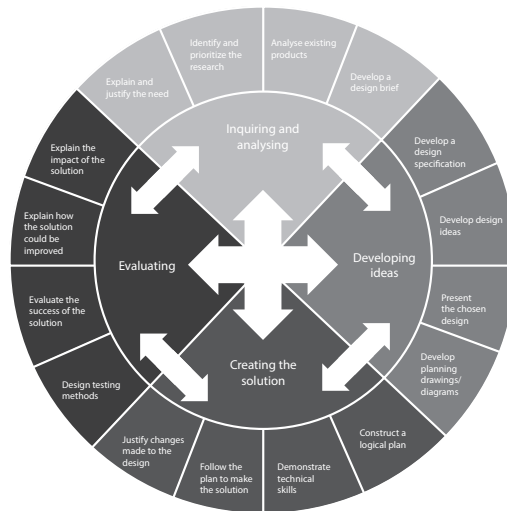 Inquiring and
analysing
Explain and
justify the need
Identify and
prioritize the
research
Analyse existing
products
Develop a
design brief
Developing
ideas
Develop a
design
specification
Develop design
ideas
Present
the chosen
design
Develop
planning
drawings/
diagrams
Creating the
solution
Construct a
logical plan
Demonstrate
technical
skills
Follow the
plan to make
the solution
Justify changes
made to the
design
Evaluating
Design testing
methods
Evaluate the
success of the
solution
Explain how
the solution
could be
improved
Explain the
impact of the
solution